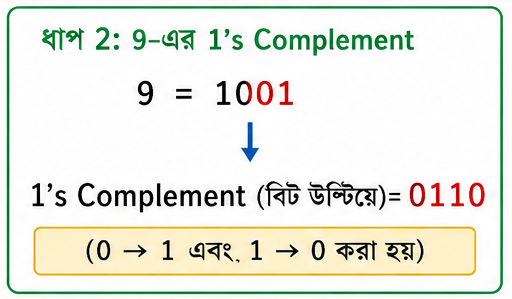 ধাপ 2: 9-এর 1's Complement
9 = 1001
1's Complement (বিট উল্টিয়ে)= 0110
(0 → 1 এবং, 1 → 0 করা হয়)